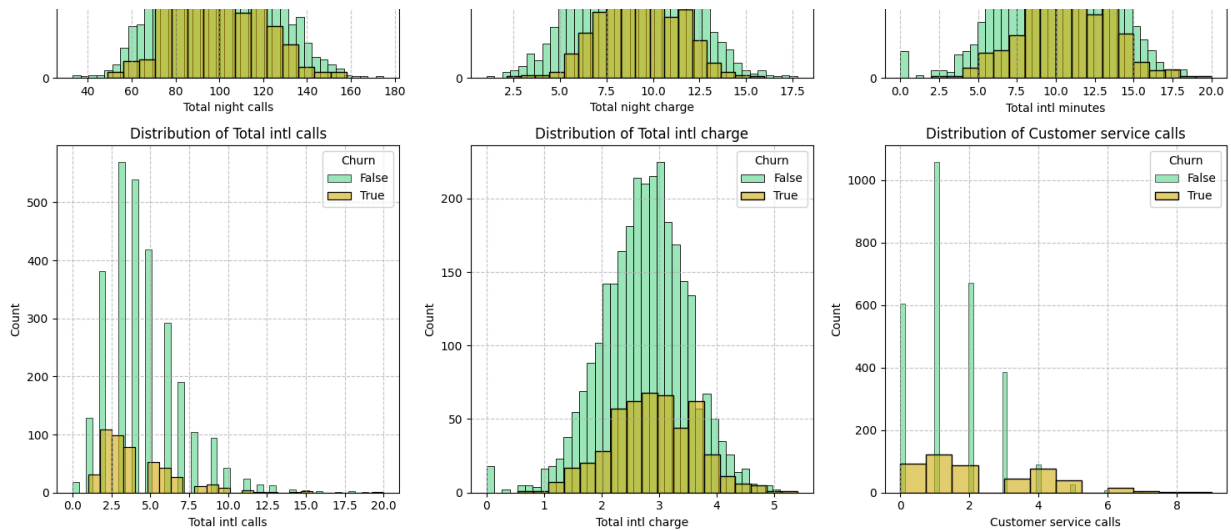 0
40 60 80 100 120 140 160 180
Total night calls
0
2.5 5.0 7.5 10.0 12.5 15.0 17.5
Total night charge
0
0.0 2.5 5.0 7.5 10.0 12.5 15.0 17.5 20.0
Total intl minutes
Distribution of Total intl calls
Churn
False
True
500
400
300
200
100
0
Count
0.0 2.5 5.0 7.5 10.0 12.5 15.0 17.5 20.0
Total intl calls
Distribution of Total intl charge
Churn
False
True
200
150
100
50
0
Count
0 1 2 3 4 5
Total intl charge
Distribution of Customer service calls
Churn
False
True
1000
800
600
400
200
0
Count
0 2 4 6 8
Customer service calls